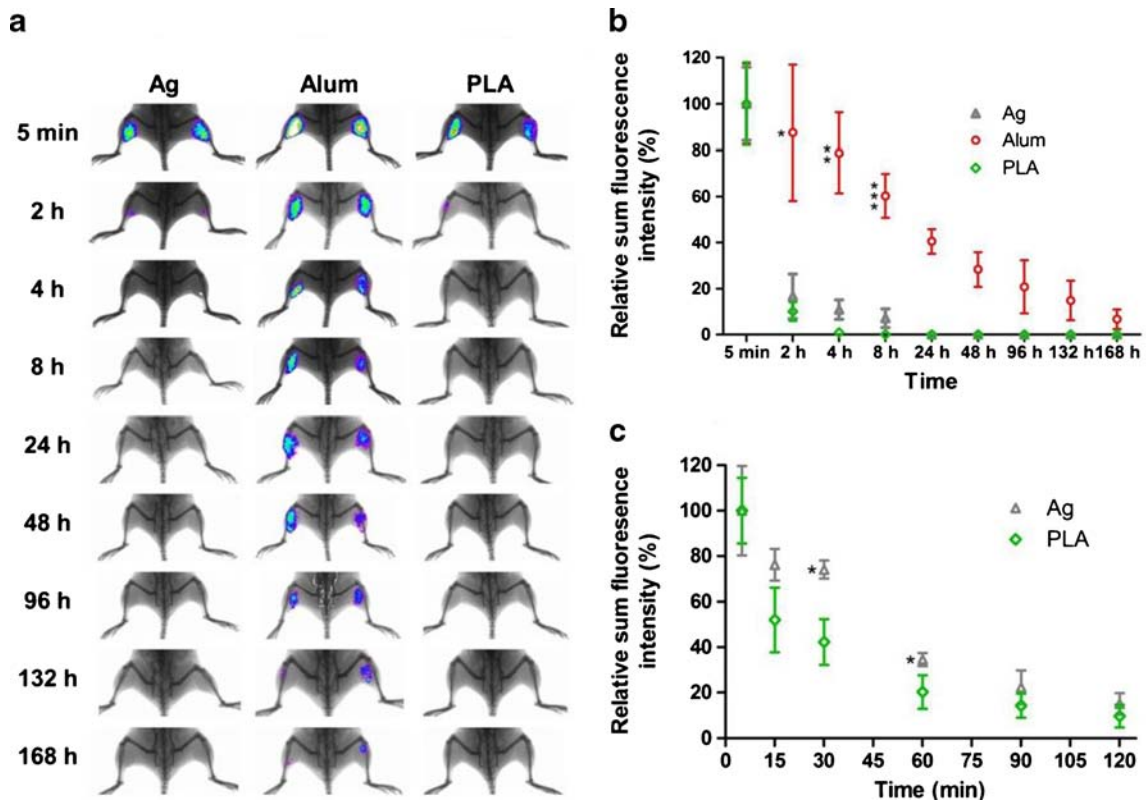 a
Ag Alum PLA
5 min
2 h
4 h
8 h
24 h
48 h
96 h
132 h
168 h
b
Relative sum fluorescence
intensity (%)
120
100
80
60
40
20
0
*
**
***
Ag
Alum
PLA
5 min 2 h 4 h 8 h 24 h 48 h 96 h 132 h 168 h
Time
c
Relative sum fluoresence
intensity (%)
120
100
80
60
40
20
0
*
*
Ag
PLA
0 15 30 45 60 75 90 105 120
Time (min)